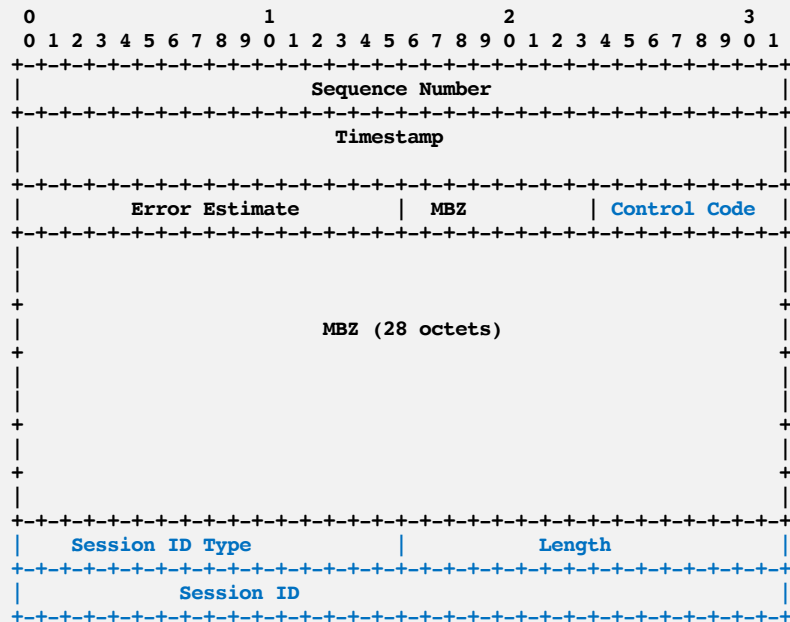 0                   1                   2                   3
0 1 2 3 4 5 6 7 8 9 0 1 2 3 4 5 6 7 8 9 0 1 2 3 4 5 6 7 8 9 0 1
+-+-+-+-+-+-+-+-+-+-+-+-+-+-+-+-+-+-+-+-+-+-+-+-+-+-+-+-+-+-+-+-+
|                        Sequence Number                        |
+-+-+-+-+-+-+-+-+-+-+-+-+-+-+-+-+-+-+-+-+-+-+-+-+-+-+-+-+-+-+-+-+
|                          Timestamp                            |
|                                                               |
+-+-+-+-+-+-+-+-+-+-+-+-+-+-+-+-+-+-+-+-+-+-+-+-+-+-+-+-+-+-+-+-+
|         Error Estimate        |  MBZ          | Control Code  |
+-+-+-+-+-+-+-+-+-+-+-+-+-+-+-+-+-+-+-+-+-+-+-+-+-+-+-+-+-+-+-+-+
|                                                               |
|                                                               |
+                                                               +
|                         MBZ (28 octets)                       |
+                                                               +
|                                                               |
|                                                               |
+                                                               +
|                                                               |
+                                                               +
|                                                               |
+-+-+-+-+-+-+-+-+-+-+-+-+-+-+-+-+-+-+-+-+-+-+-+-+-+-+-+-+-+-+-+-+
|    Session ID Type            |           Length              |
+-+-+-+-+-+-+-+-+-+-+-+-+-+-+-+-+-+-+-+-+-+-+-+-+-+-+-+-+-+-+-+-+
|             Session ID                                        |
+-+-+-+-+-+-+-+-+-+-+-+-+-+-+-+-+-+-+-+-+-+-+-+-+-+-+-+-+-+-+-+-+